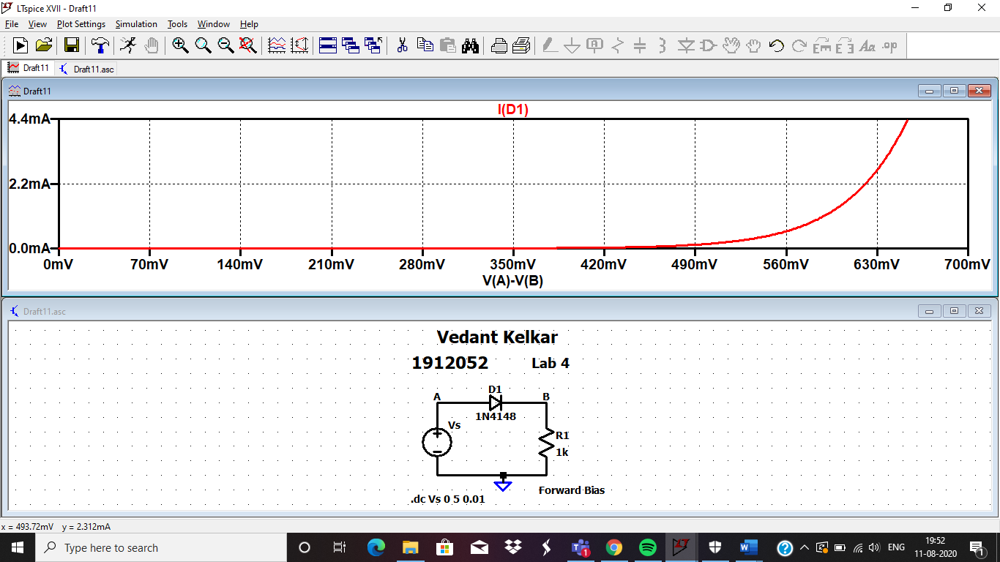 LTspice XVII - Draft11
File View Plot Settings Simulation Tools Window Help
Draft11 Draft11.asc
Draft11
I(D1)
4.4mA
2.2mA
0.0mA
0mV 70mV 140mV 210mV 280mV 350mV 420mV 490mV 560mV 630mV 700mV
V(A)-V(B)
Draft11.asc
Vedant Kelkar
1912052 Lab 4
D1
A B
1N4148
Vs
R1
1k
Forward Bias
.dc Vs 0 5 0.01
x = 493.72mV y = 2.312mA
Type here to search
ENG
19:52
11-08-2020